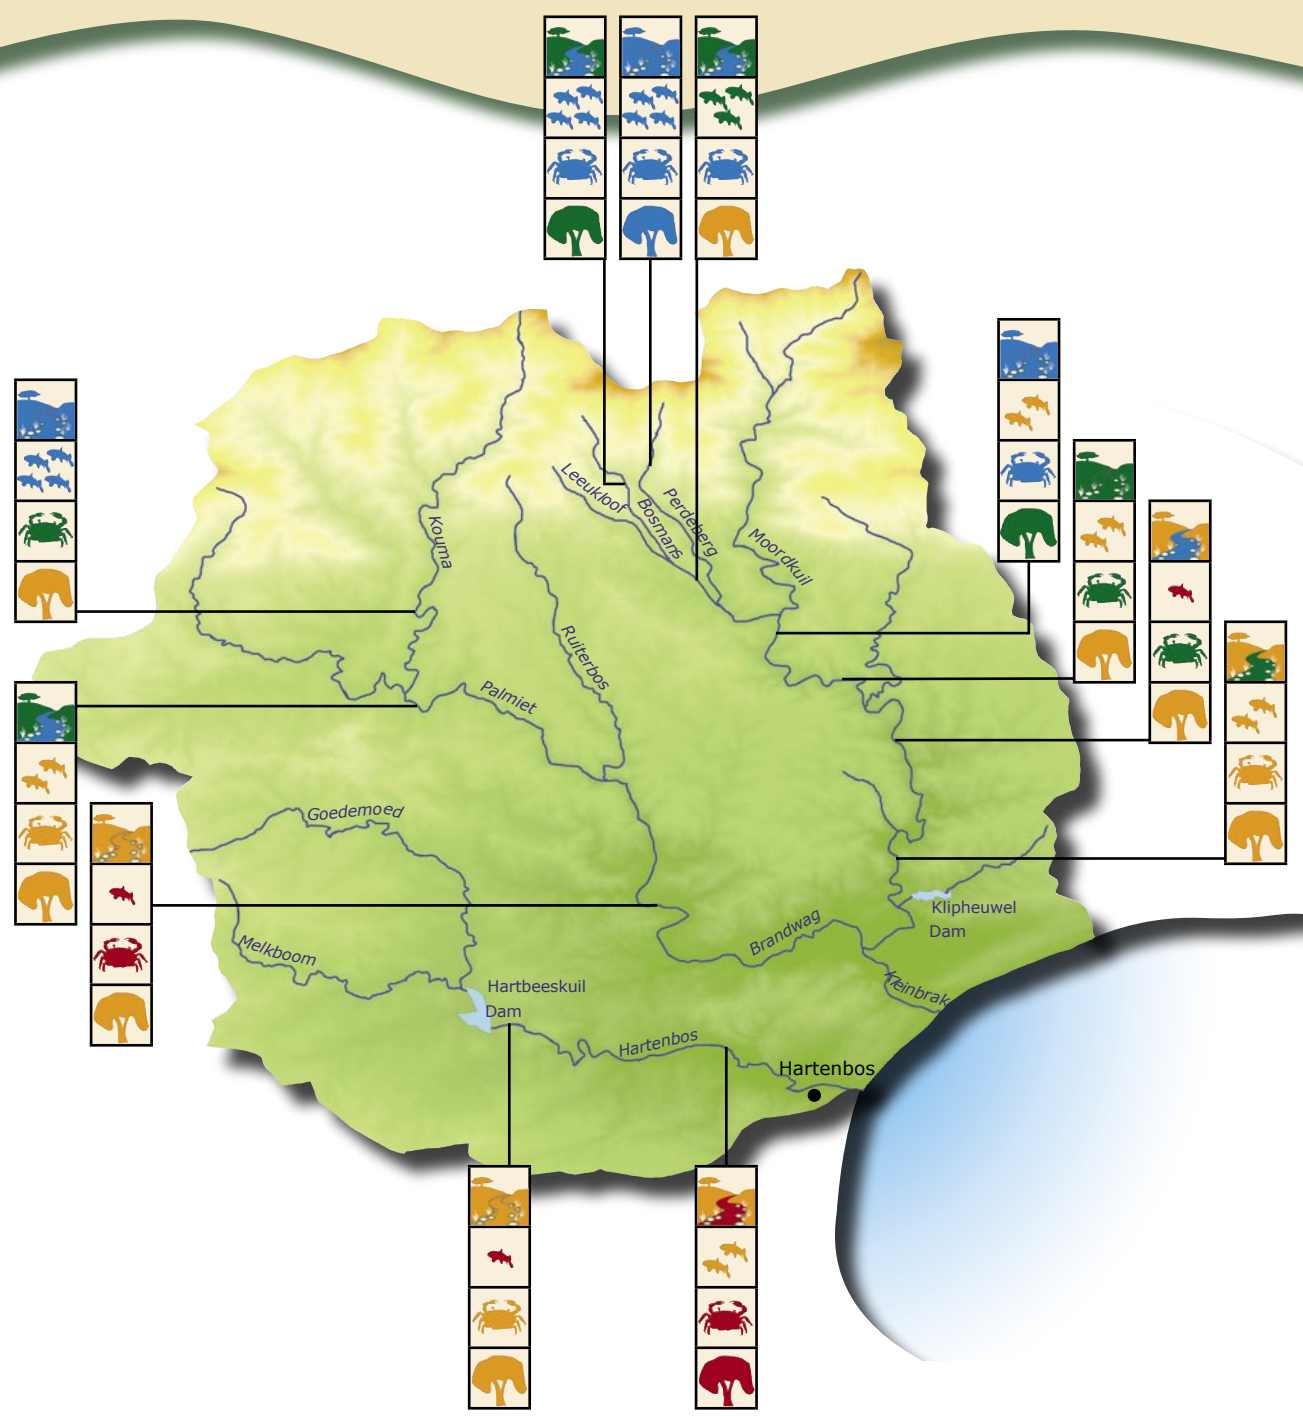 Leeukloof
Bosmans
Perdeberg
Kouma
Moordkuil
Ruiterbos
Palmiet
Goedemoed
Klipheuwel
Dam
Brandwag
Melkboom
Kleinbrak
Hartbeeskuil
Dam
Hartenbos
Hartenbos